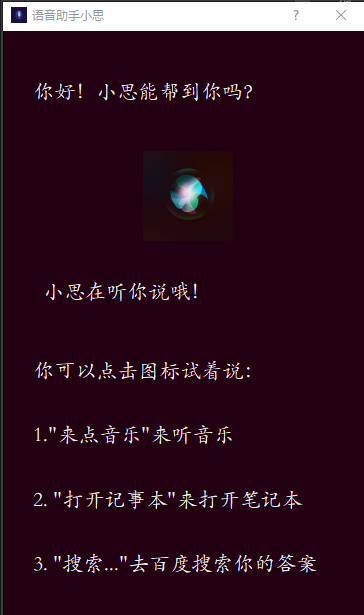 语音助手小思
你好！小思能帮到你吗？
小思在听你说哦！
你可以点击图标试着说：
1."来点音乐"来听音乐
2. "打开记事本"来打开笔记本
3. "搜索..."去百度搜索你的答案